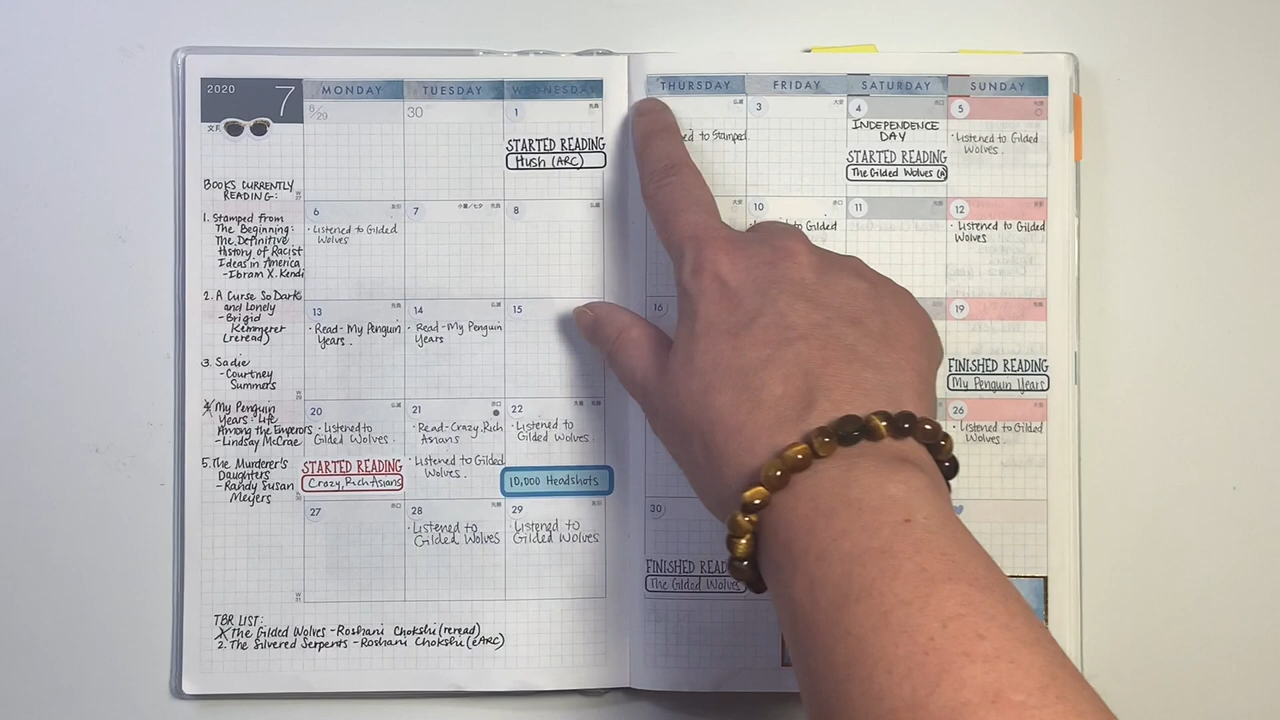 2020 7
MONDAY
TUESDAY
WEDNESDAY
THURSDAY
FRIDAY
SATURDAY
SUNDAY
6/29
30
1
STARTED READING
Hush (ARC)
to Stamped
3
4
INDEPENDENCE
DAY
STARTED READING
The Gilded Wolves
5
• Listened to Gilded
Wolves.
BOOKS CURRENTLY
READING:
1. Stamped from
The Beginning:
The Definitive
History of Racist
Ideas in America
-Ibram X. Kendi
2. A Curse So Dark
and Lonely
- Brigid
Kemmerer
(reread)
3. Sadie
- Courtney
Summers
My Penguin
Years: Life
Among the Emperors
- Lindsay McCrae
5. The Murderer's
Daughters
- Randy Susan
Meyers
6
• Listened to Gilded
Wolves
7
8
10
to Gilded
11
12
• Listened to Gilded
Wolves
13
• Read - My Penguin
Years.
14
• Read - My Penguin
Years
15
16
19
FINISHED READING
My Penguin Years
20
• Listened to
Gilded Wolves.
STARTED READING
Crazy, Rich Asians
21
• Read - Crazy, Rich
Asians
• Listened to Gilded
Wolves.
22
• Listened to
Gilded Wolves.
10,000 Headshots
26
• Listened to Gilded
Wolves.
27
28
• Listened to
Gilded Wolves
29
• Listened to
Gilded Wolves
30
FINISHED
The Gilded Wolves
TBR LIST:
The Gilded Wolves - Roshani Chokshi (reread)
2. The Silvered Serpents - Roshani Chokshi (eARC)